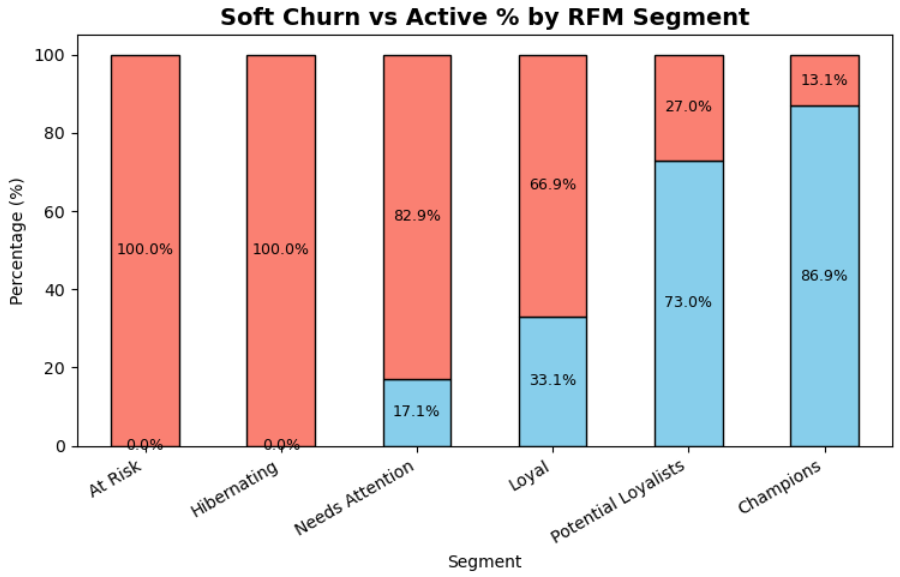 Soft Churn vs Active % by RFM Segment
Percentage (%)
100
80
60
40
20
0
100.0%
0.0%
100.0%
0.0%
82.9%
17.1%
66.9%
33.1%
27.0%
73.0%
13.1%
86.9%
At Risk
Hibernating
Needs Attention
Loyal
Potential Loyalists
Champions
Segment